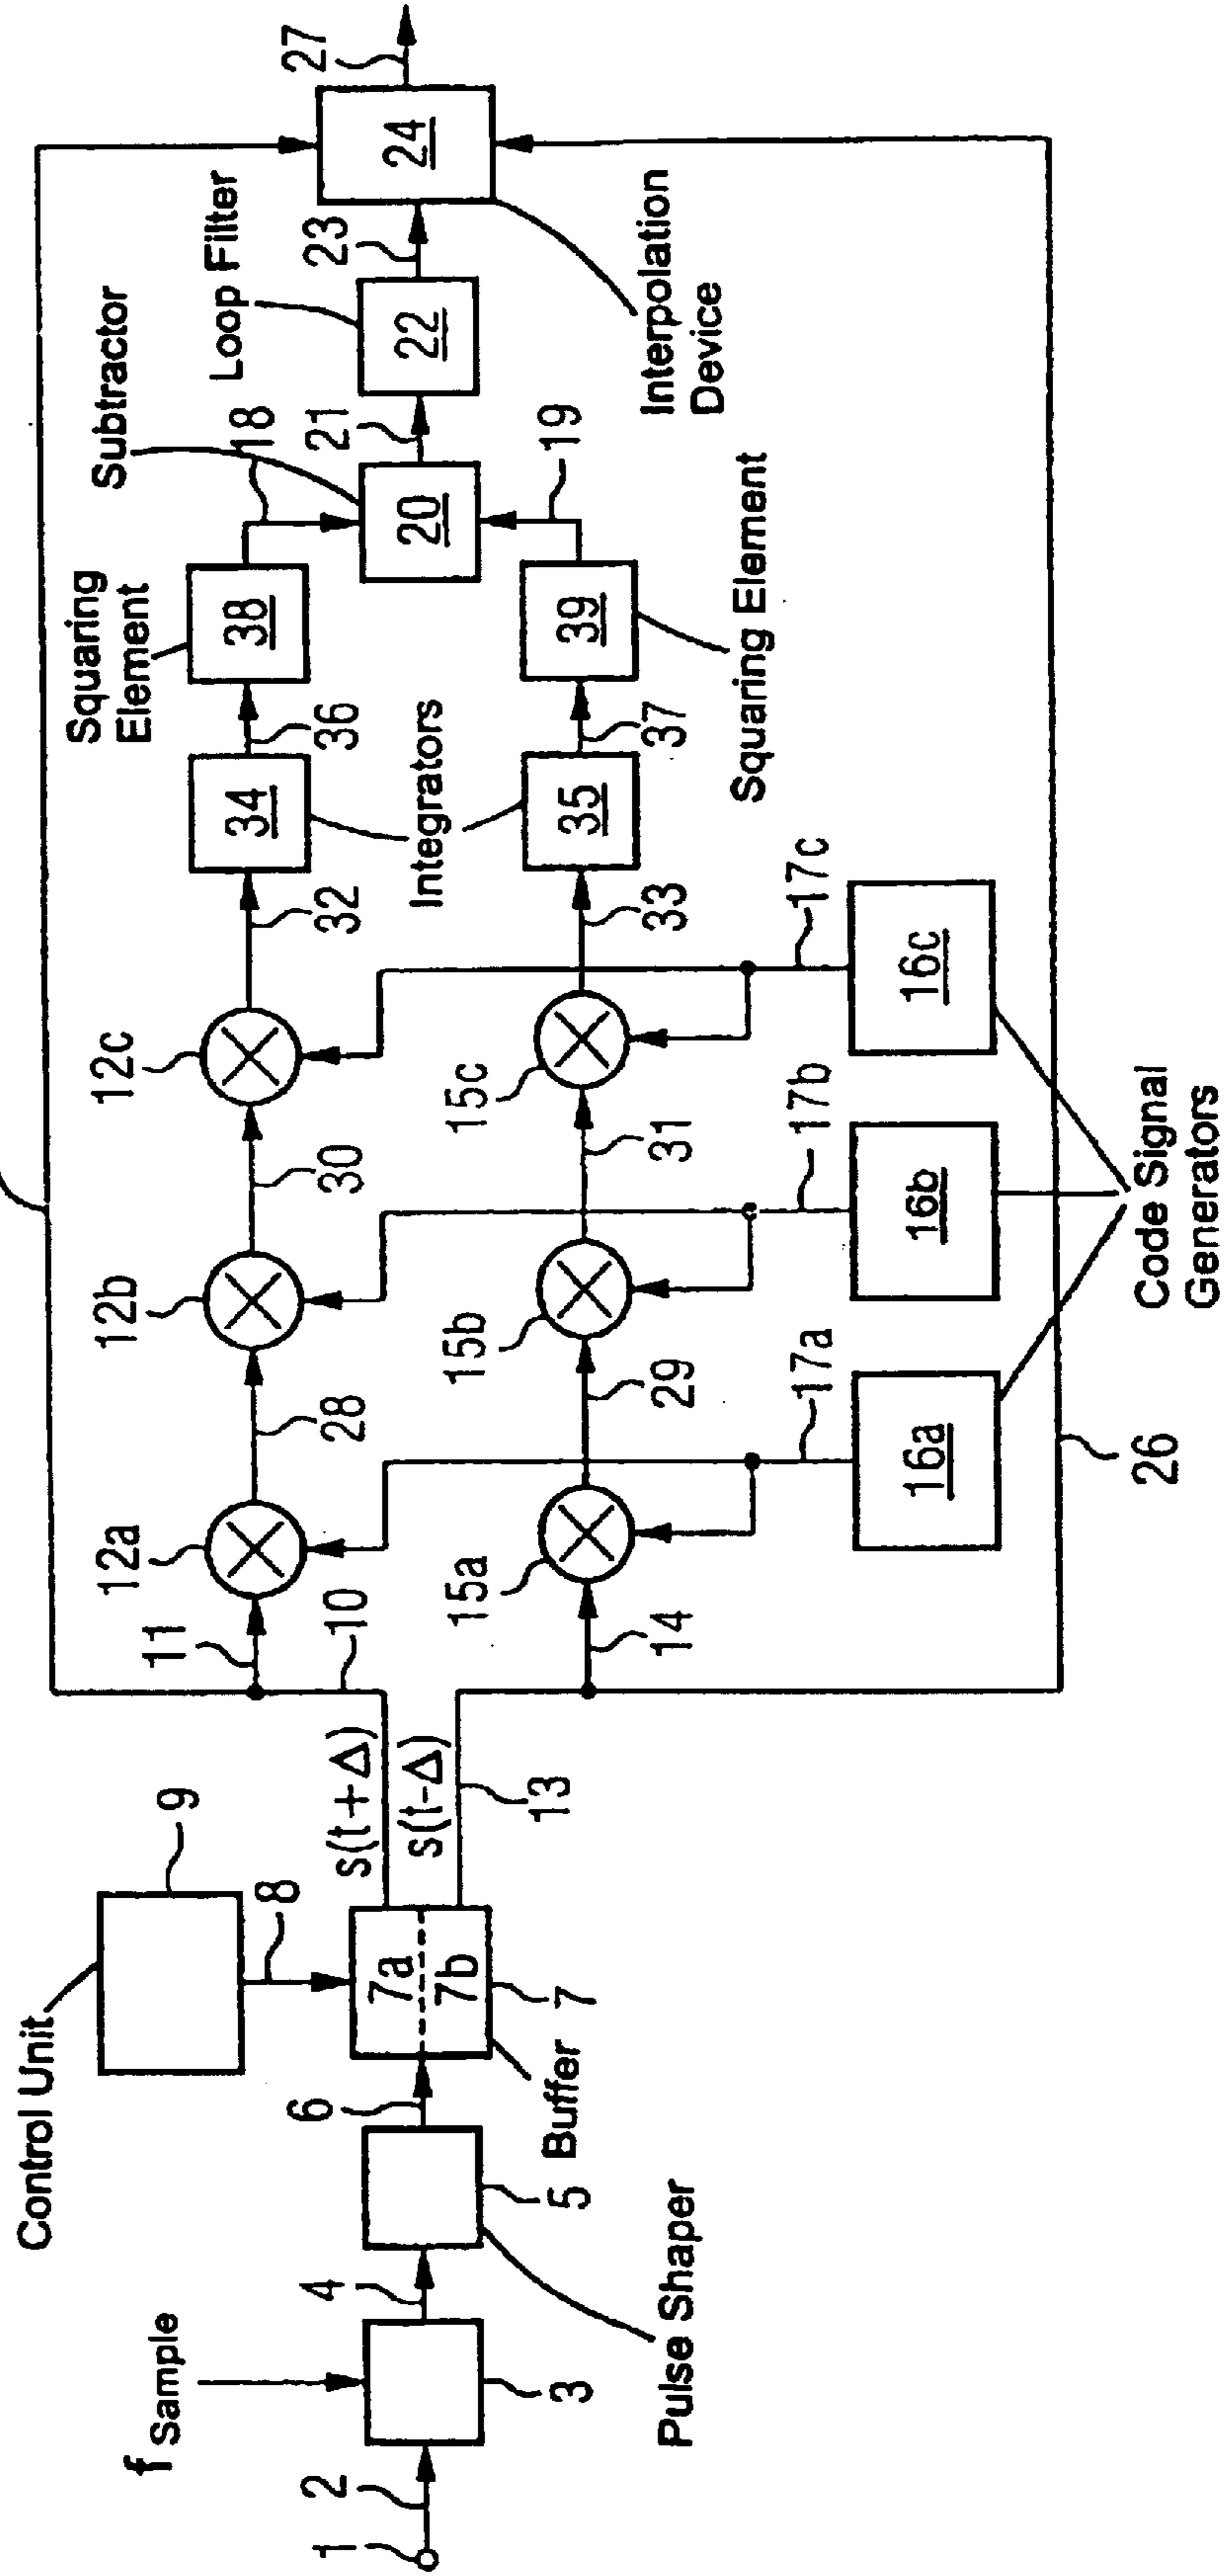 Control Unit
9
8
f Sample
1
2
3
4
5
6
Pulse Shaper
7a
7b
7
Buffer
s(t+Δ)
s(t-Δ)
13
10
11
14
12a
12b
12c
28
30
32
15a
15b
15c
29
31
33
17a
17b
17c
16a
16b
16c
Code Signal
Generators
26
34
35
Integrators
36
37
Squaring
Element
38
39
Squaring Element
18
19
Subtractor
20
21
Loop Filter
22
23
24
Interpolation
Device
27